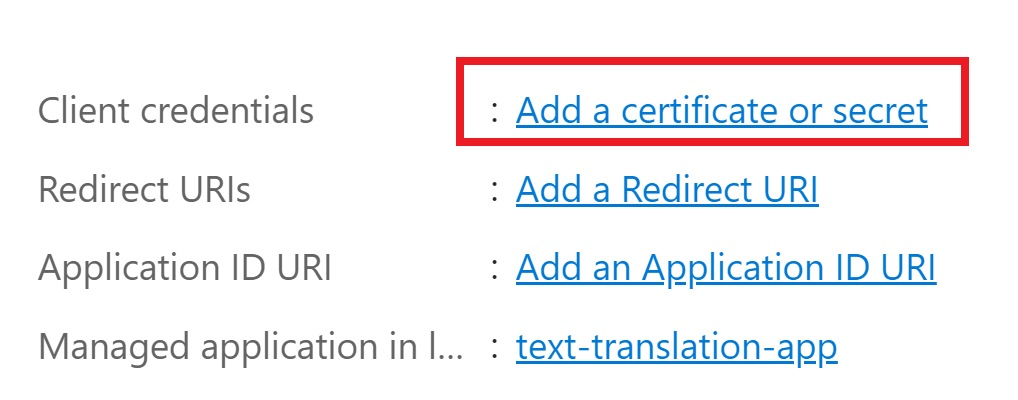 Client credentials : Add a certificate or secret
Redirect URIs : Add a Redirect URI
Application ID URI : Add an Application ID URI
Managed application in l... : text-translation-app